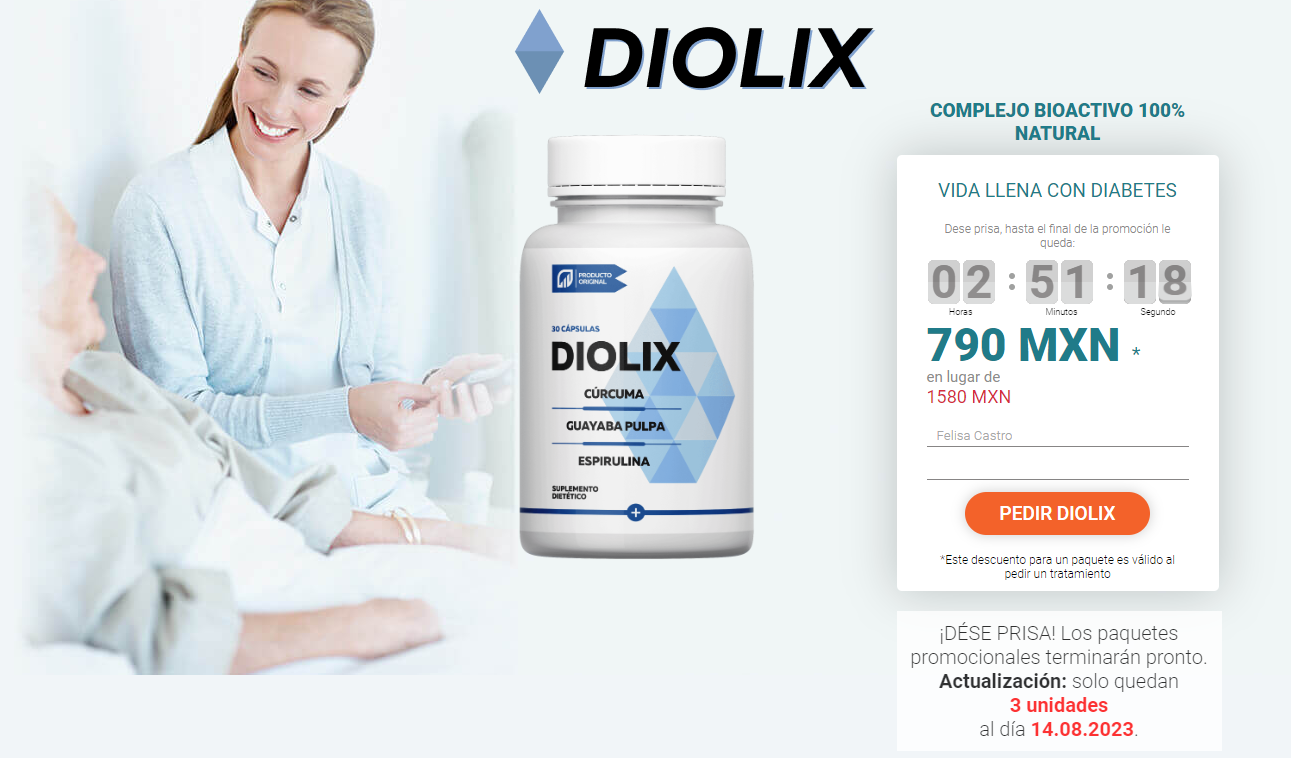 DIOLIX
COMPLEJO BIOACTIVO 100%
NATURAL
PRODUCTO
ORIGINAL
30 CÁPSULAS
DIOLIX
CÚRCUMA
GUAYABA PULPA
ESPIRULINA
SUPLEMENTO
DIETÉTICO
VIDA LLENA CON DIABETES
Dese prisa, hasta el final de la promoción le
queda:
02 : 51 : 18
Horas Minutos Segundo
790 MXN *
en lugar de
1580 MXN
Felisa Castro
PEDIR DIOLIX
*Este descuento para un paquete es válido al
pedir un tratamiento
¡DÉSE PRISA! Los paquetes
promocionales terminarán pronto.
Actualización: solo quedan
3 unidades
al día 14.08.2023.